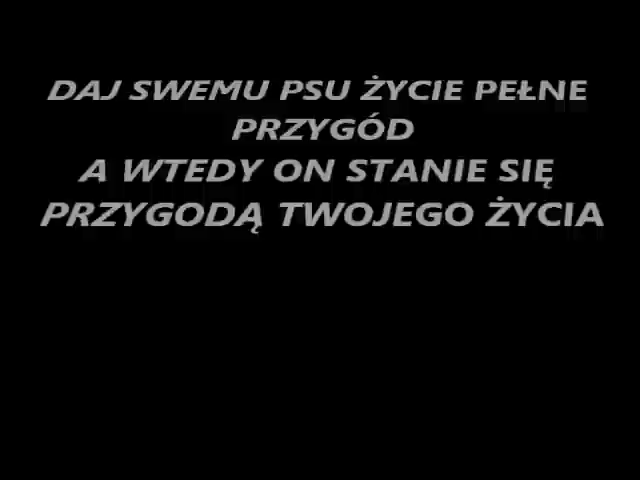 DAJ SWEMU PSU ŻYCIE PEŁNE
PRZYGÓD
A WTEDY ON STANIE SIĘ
PRZYGODĄ TWOJEGO ŻYCIA